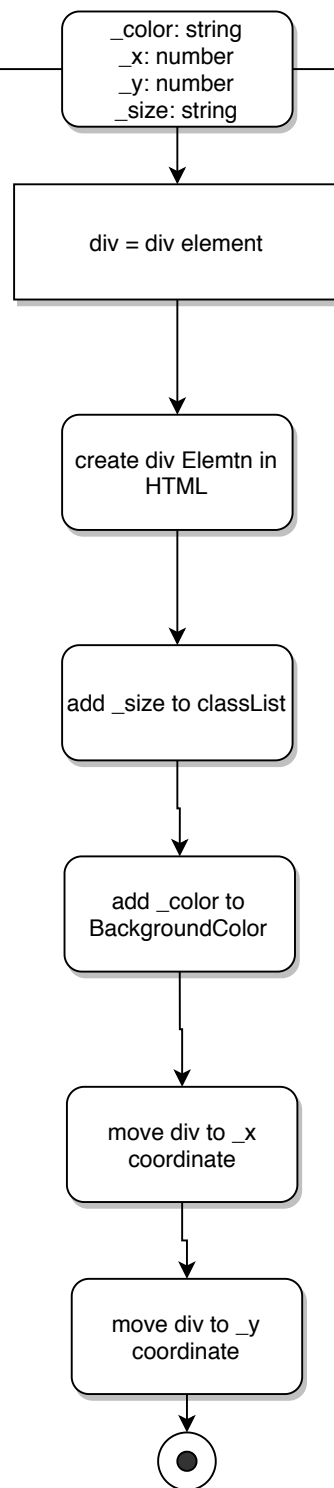 _color: string
_x: number
_y: number
_size: string
div = div element
create div Elemtn in
HTML
add _size to classList
add _color to
BackgroundColor
move div to _x
coordinate
move div to _y
coordinate